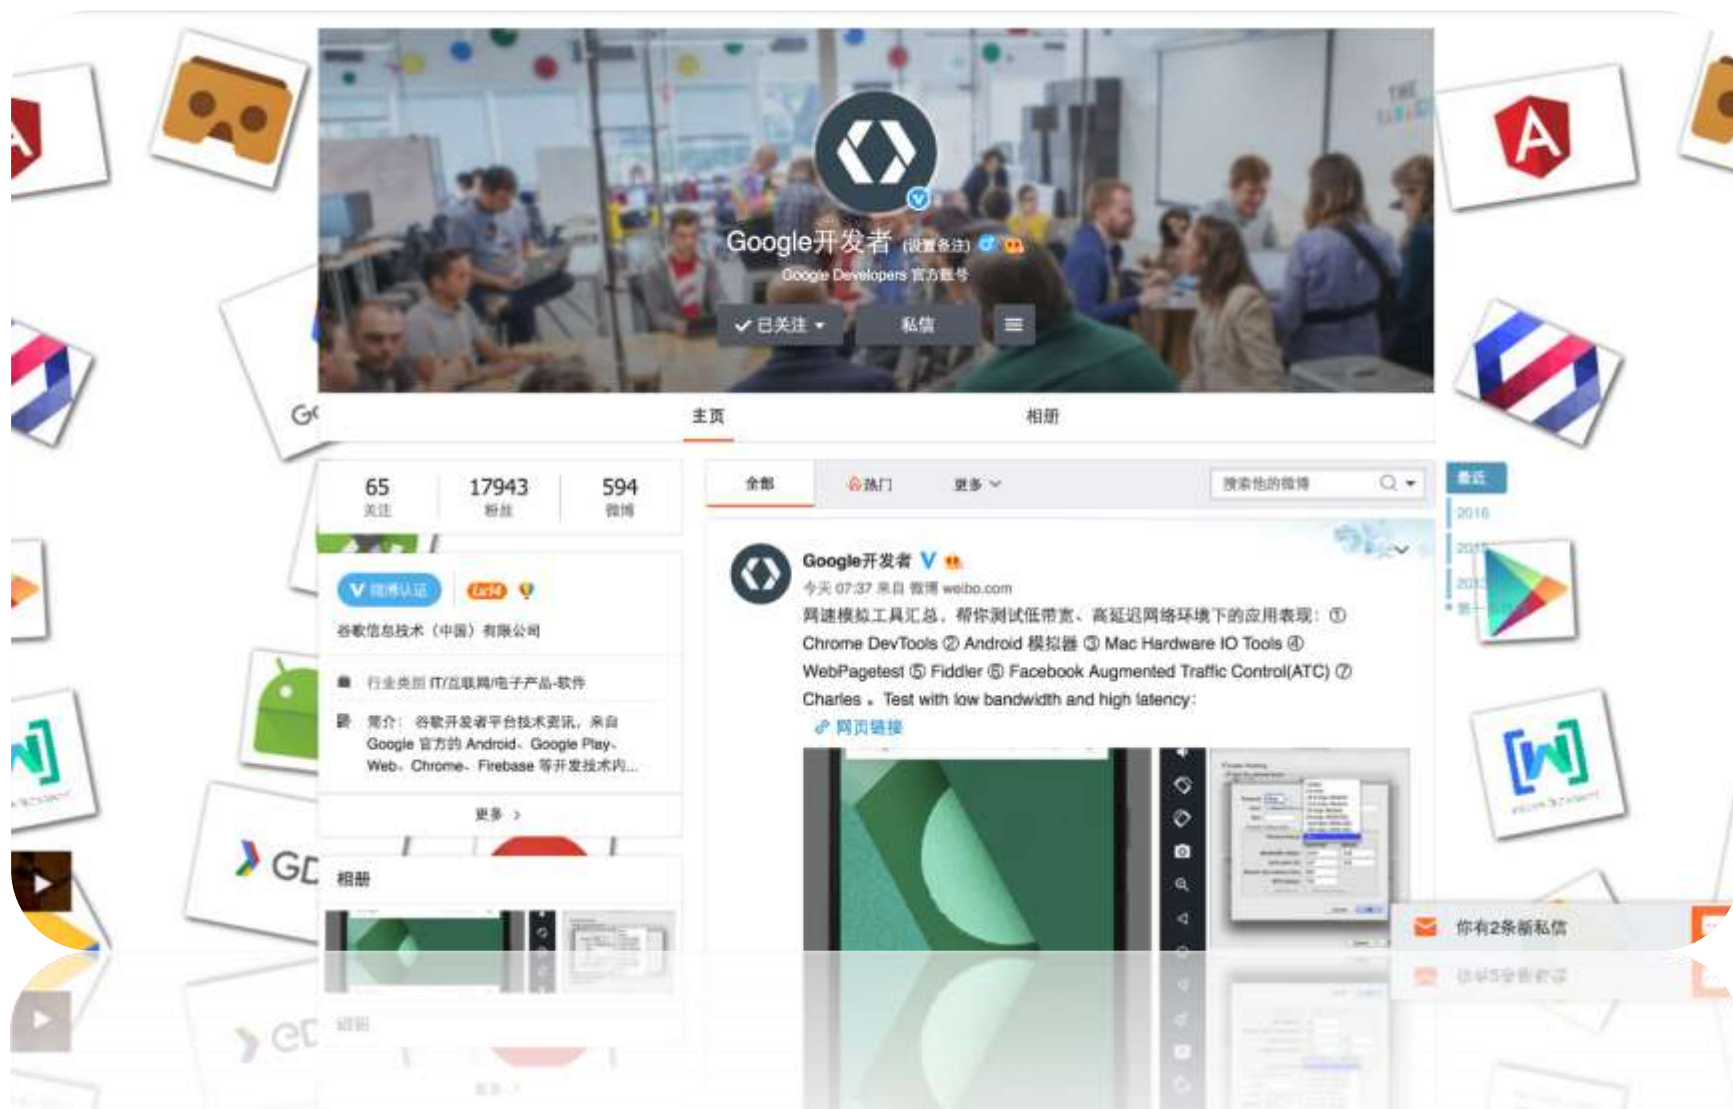 THE
Google开发者 (设置备注)
Google Developers 官方账号
已关注
私信
主页
相册
65
关注
17943
粉丝
594
微博
全部
热门
更多
搜索他的微博
最近
2016
V 微博认证
Lv.14
谷歌信息技术（中国）有限公司
行业类别 IT/互联网/电子产品-软件
简介： 谷歌开发者平台技术资讯，来自
Google 官方的 Android、Google Play、
Web、Chrome、Firebase 等开发技术内...
更多 >
相册
GD
Google开发者
今天 07:37 来自 微博 weibo.com
网速模拟工具汇总，帮你测试低带宽、高延迟网络环境下的应用表现：①
Chrome DevTools ② Android 模拟器 ③ Mac Hardware IO Tools ④
WebPagetest ⑤ Fiddler ⑥ Facebook Augmented Traffic Control(ATC) ⑦
Charles 。Test with low bandwidth and high latency：
网页链接
你有2条新私信